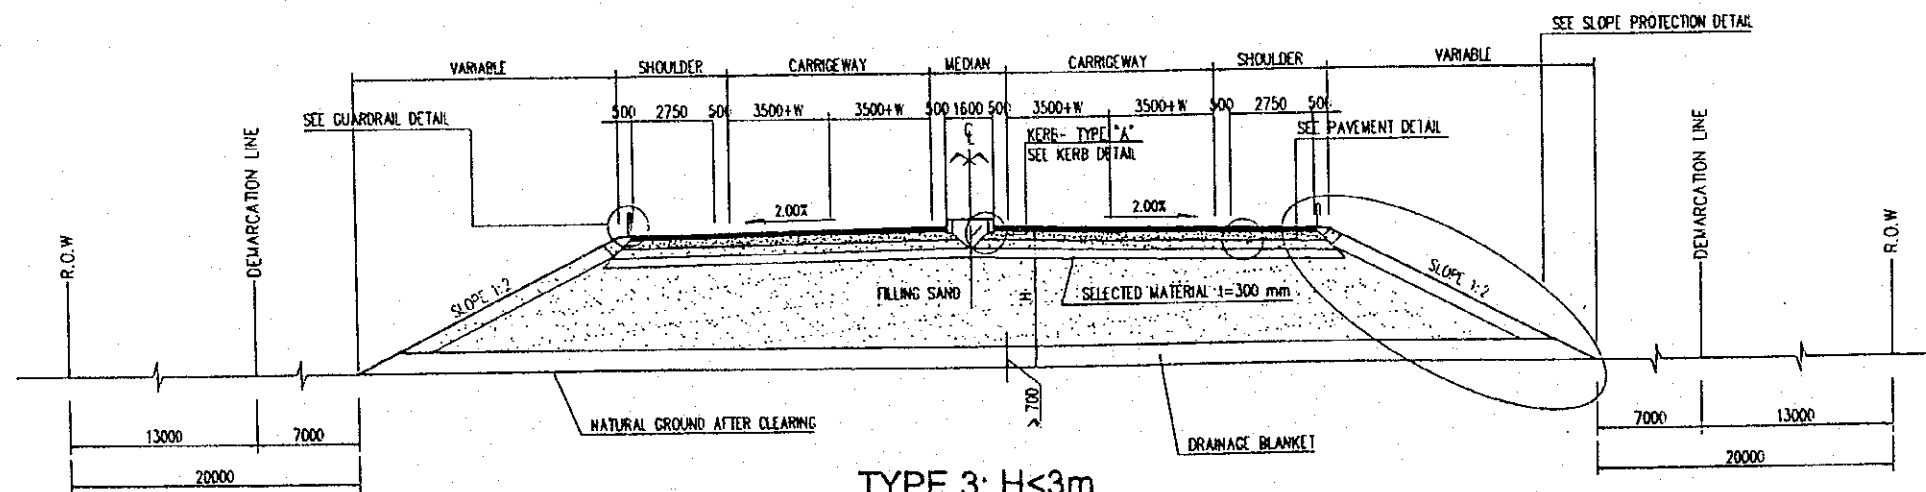 SEE SLOPE PROTECTION DETAIL
VARIABLE SHOULDER CARRIGEWAY MEDIAN CARRIGEWAY SHOULDER VARIABLE
500 2750 500 3500+W 3500+W 500 1600 500 3500+W 3500+W 500 2750 500
SEE GUARDRAIL DETAIL
KERB- TYPE "A"
SEE KERB DETAIL
SEE PAVEMENT DETAIL
R.O.W
DEMARCATION LINE
2.00%
2.00%
DEMARCATION LINE
R.O.W
SLOPE 1:2
FILLING SAND
H
SELECTED MATERIAL t=300 mm
SLOPE 1:2
>700
NATURAL GROUND AFTER CLEARING
DRAINAGE BLANKET
13000 7000
7000 13000
20000
20000
TYPE 3: H<3m